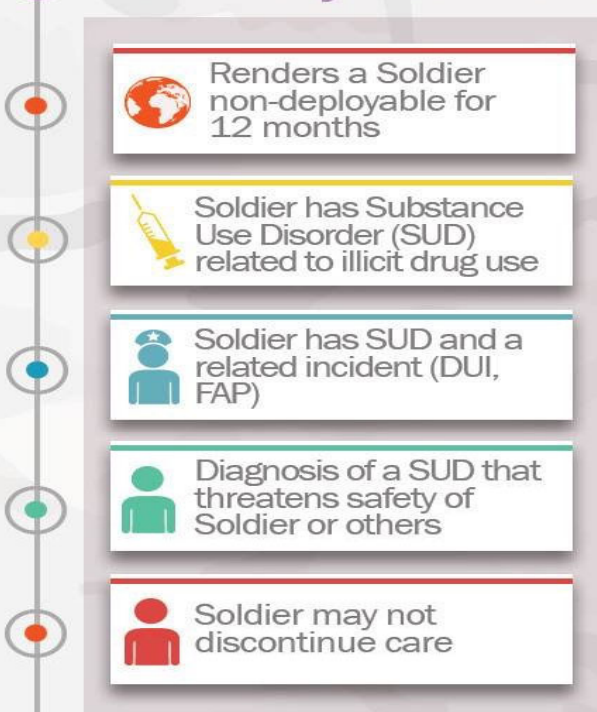 Renders a Soldier
non-deployable for
12 months
Soldier has Substance
Use Disorder (SUD)
related to illicit drug use
Soldier has SUD and a
related incident (DUI,
FAP)
Diagnosis of a SUD that
threatens safety of
Soldier or others
Soldier may not
discontinue care